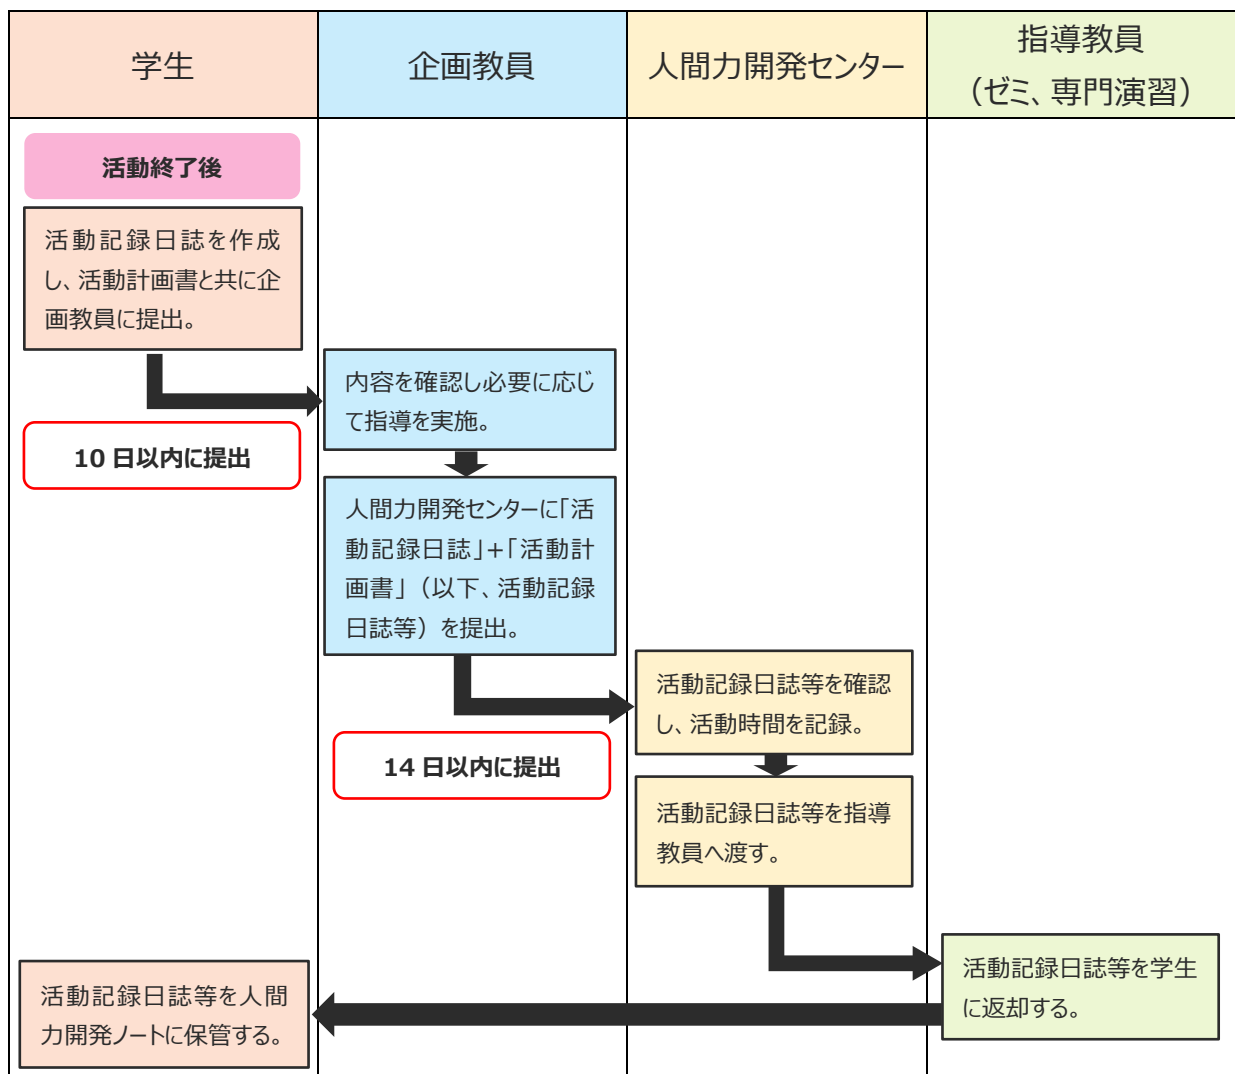 学生
企画教員
人間力開発センター
指導教員
（ゼミ、専門演習）
活動終了後
活動記録日誌を作成
し、活動計画書と共に企
画教員に提出。
10 日以内に提出
内容を確認し必要に応じ
て指導を実施。
人間力開発センターに「活
動記録日誌」+「活動計
画書」（以下、活動記録
日誌等）を提出。
14 日以内に提出
活動記録日誌等を確認
し、活動時間を記録。
活動記録日誌等を指導
教員へ渡す。
活動記録日誌等を学生
に返却する。
活動記録日誌等を人間
力開発ノートに保管する。